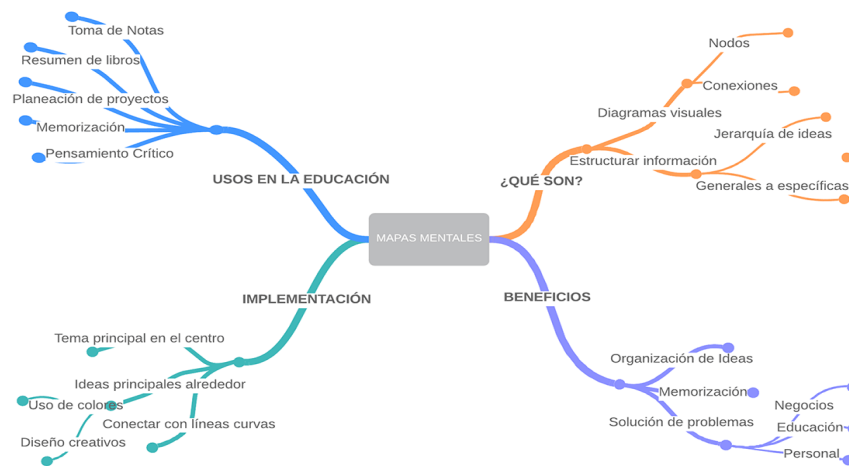 Toma de Notas
Resumen de libros
Planeación de proyectos
Memorización
Pensamiento Crítico
USOS EN LA EDUCACIÓN
Nodos
Conexiones
Diagramas visuales
Jerarquía de ideas
Estructurar información
Generales a específicas
¿QUÉ SON?
MAPAS MENTALES
IMPLEMENTACIÓN
Tema principal en el centro
Ideas principales alrededor
Uso de colores
Conectar con líneas curvas
Diseño creativos
BENEFICIOS
Organización de Ideas
Memorización
Solución de problemas
Negocios
Educación
Personal